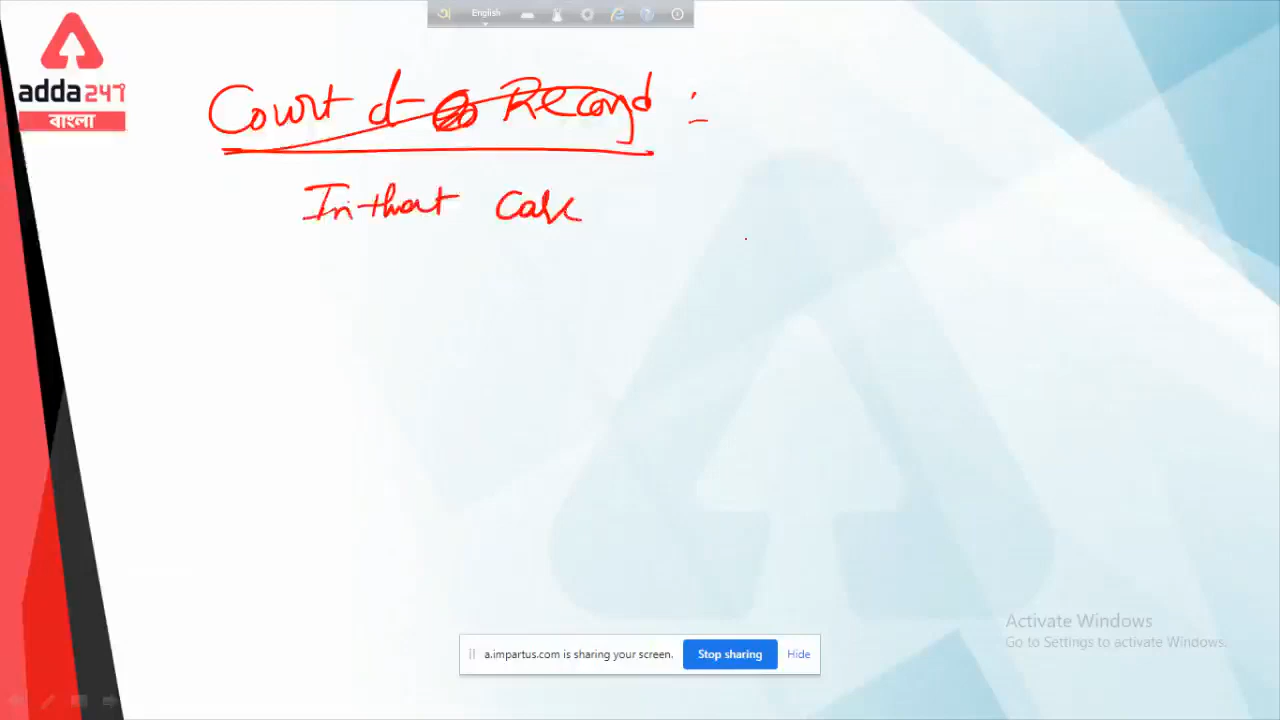 English
adda247
বাংলা
Court of Record :
In that Case
Activate Windows
Go to Settings to activate Windows.
a.impartus.com is sharing your screen. Stop sharing Hide